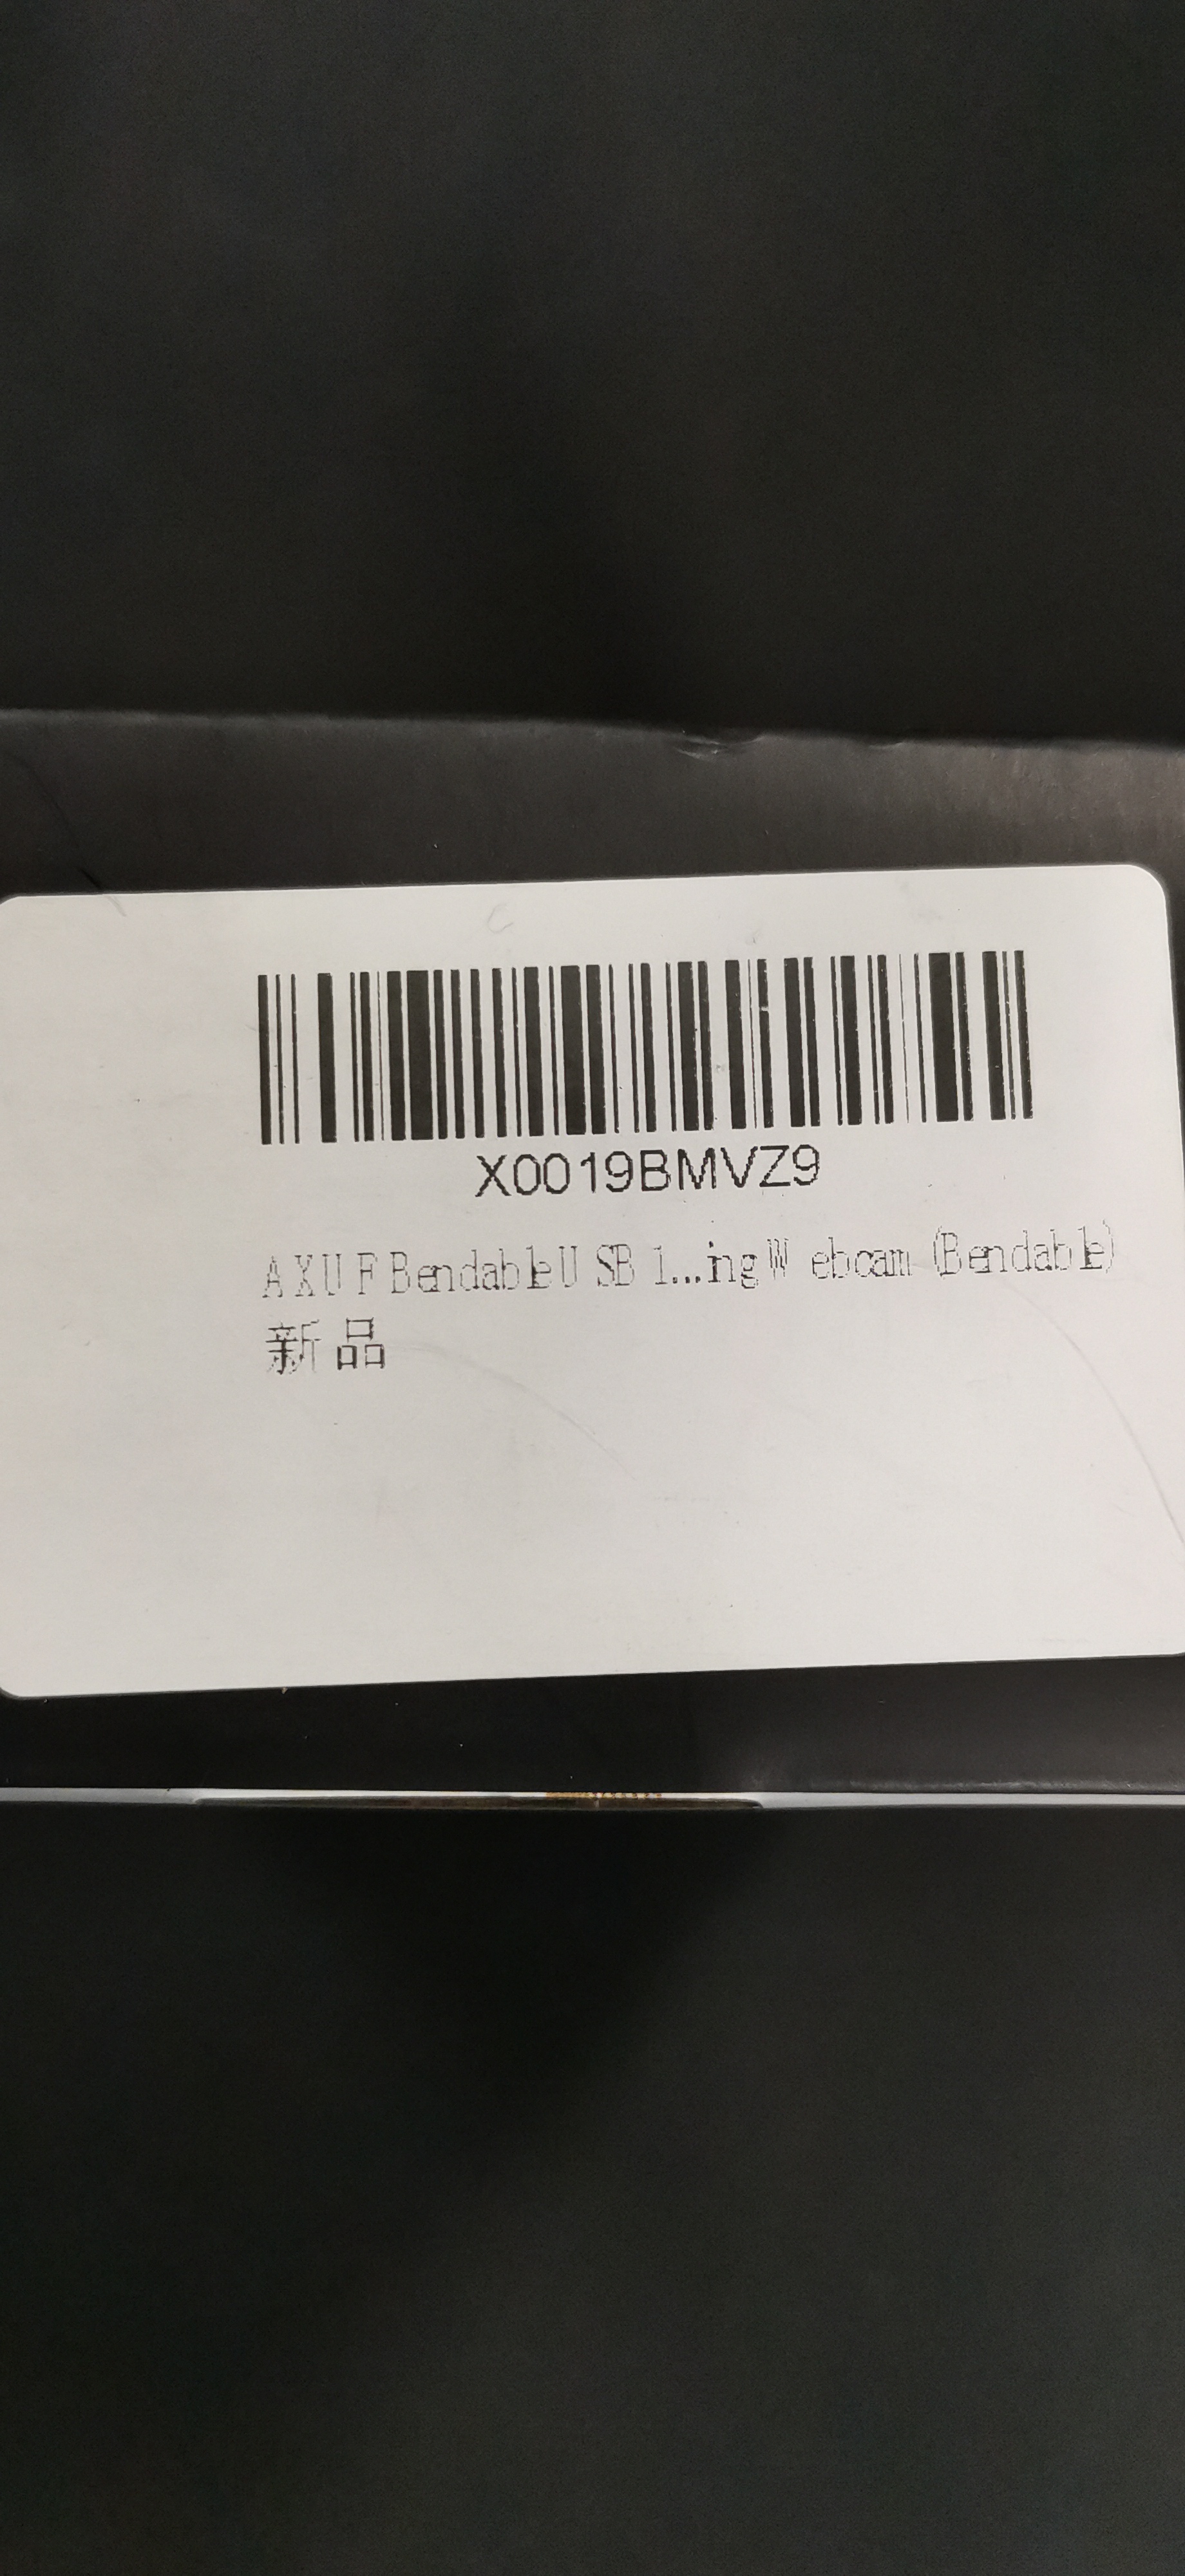 X0019BMVZ9
AXUF Bendable USB 1...ing Webcam (Bendable)
新品